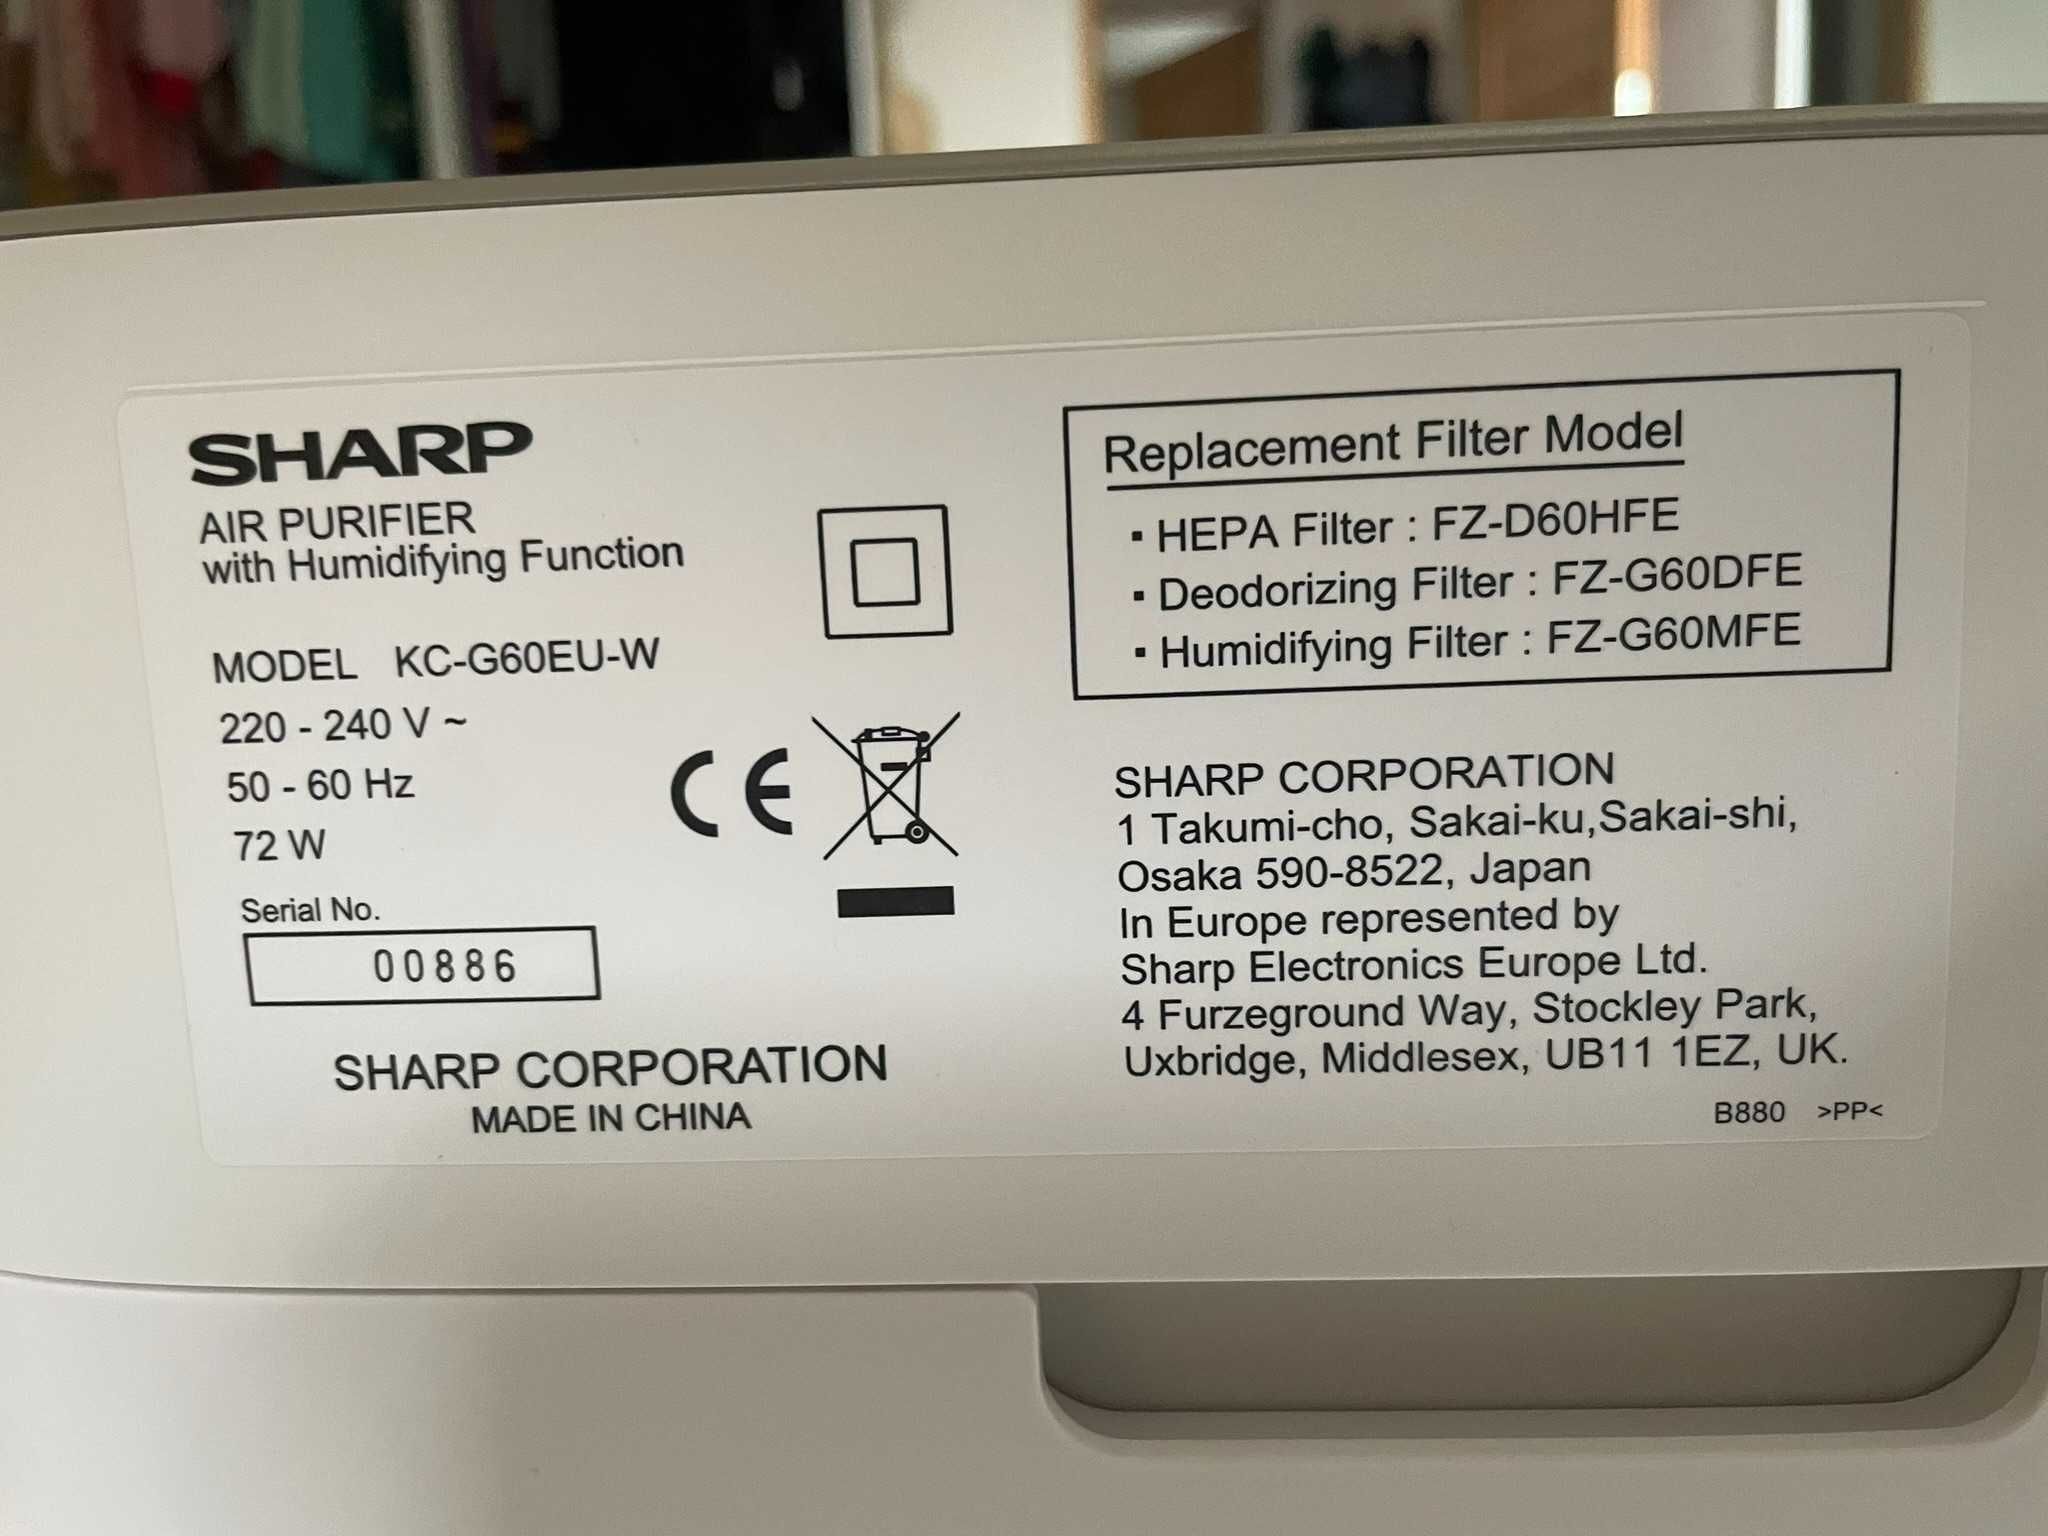 SHARP
AIR PURIFIER
with Humidifying Function
MODEL KC-G60EU-W
220 - 240 V ~
50 - 60 Hz
72 W
Serial No.
00886
CE
SHARP CORPORATION
MADE IN CHINA
Replacement Filter Model
▪ HEPA Filter : FZ-D60HFE
▪ Deodorizing Filter : FZ-G60DFE
▪ Humidifying Filter : FZ-G60MFE
SHARP CORPORATION
1 Takumi-cho, Sakai-ku,Sakai-shi,
Osaka 590-8522, Japan
In Europe represented by
Sharp Electronics Europe Ltd.
4 Furzeground Way, Stockley Park,
Uxbridge, Middlesex, UB11 1EZ, UK.
B880 >PP<